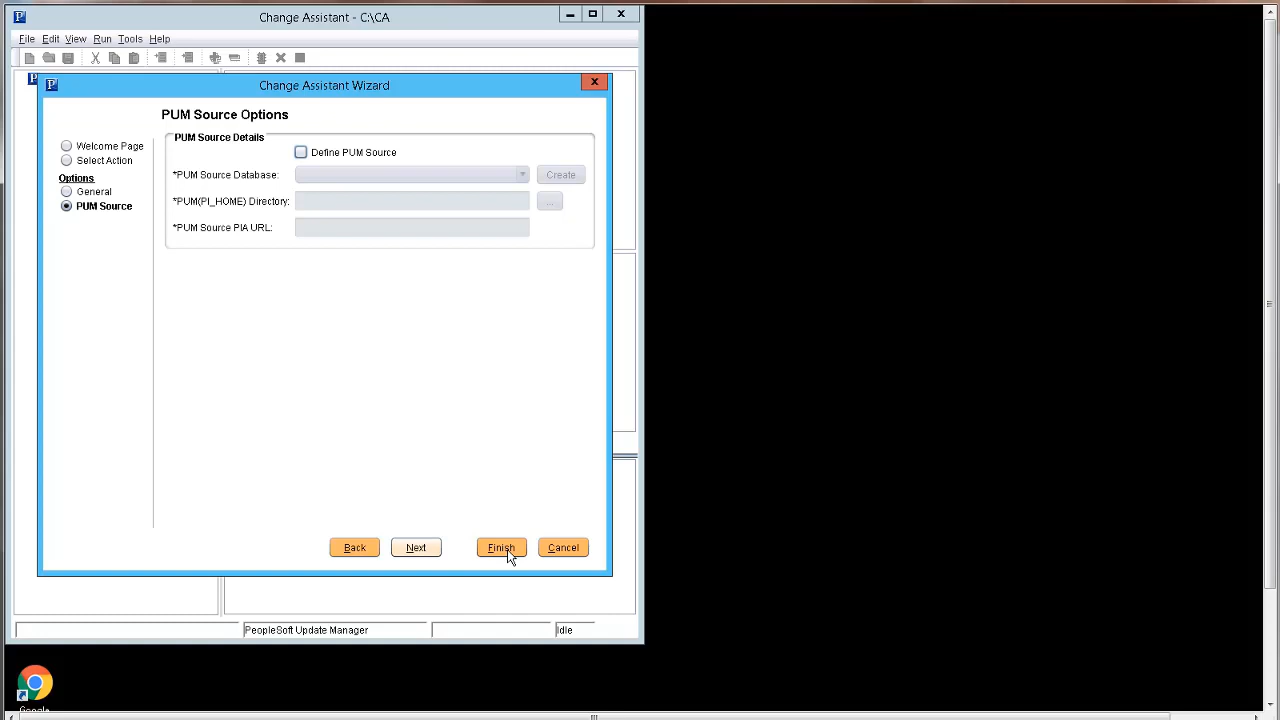 Change Assistant - C:\CA
File Edit View Run Tools Help
Change Assistant Wizard
PUM Source Options
Welcome Page
Select Action
Options
General
PUM Source
PUM Source Details
Define PUM Source
*PUM Source Database:
Create
*PUM(PI_HOME) Directory:
...
*PUM Source PIA URL:
Back
Next
Finish
Cancel
PeopleSoft Update Manager
Idle
Google